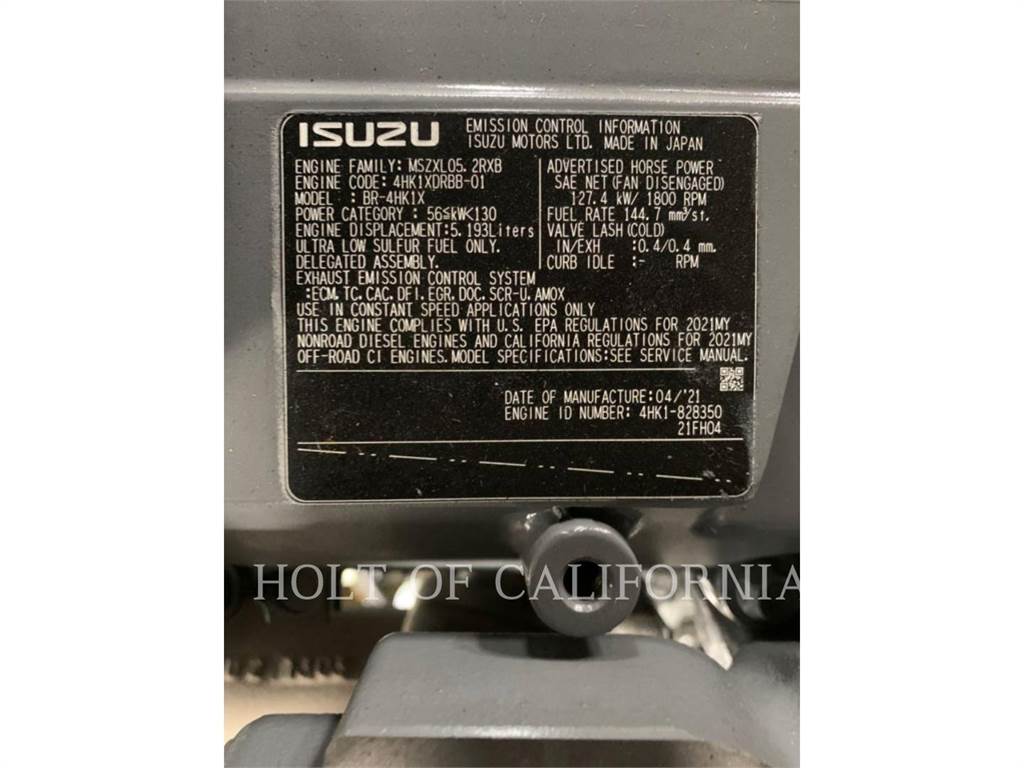 ISUZU
EMISSION CONTROL INFORMATION
ISUZU MOTORS LTD. MADE IN JAPAN
ENGINE FAMILY: MSZXL05.2RXB
ENGINE CODE: 4HK1XDRBB-01
MODEL : BR-4HK1X
POWER CATEGORY : 56≤kW<130
ENGINE DISPLACEMENT:5.193Liters
ULTRA LOW SULFUR FUEL ONLY.
DELEGATED ASSEMBLY.
ADVERTISED HORSE POWER
SAE NET(FAN DISENGAGED)
127.4 kW/ 1800 RPM
FUEL RATE 144.7 mm³/st.
VALVE LASH(COLD)
IN/EXH :0.4/0.4 mm.
CURB IDLE :- RPM
EXHAUST EMISSION CONTROL SYSTEM
:ECM,TC,CAC,DFI,EGR,DOC,SCR-U,AMOX
USE IN CONSTANT SPEED APPLICATIONS ONLY
THIS ENGINE COMPLIES WITH U.S. EPA REGULATIONS FOR 2021MY
NONROAD DIESEL ENGINES AND CALIFORNIA REGULATIONS FOR 2021MY
OFF-ROAD CI ENGINES.MODEL SPECIFICATIONS:SEE SERVICE MANUAL.
DATE OF MANUFACTURE:04/'21
ENGINE ID NUMBER: 4HK1-828350
21FH04
HOLT OF CALIFORNIA